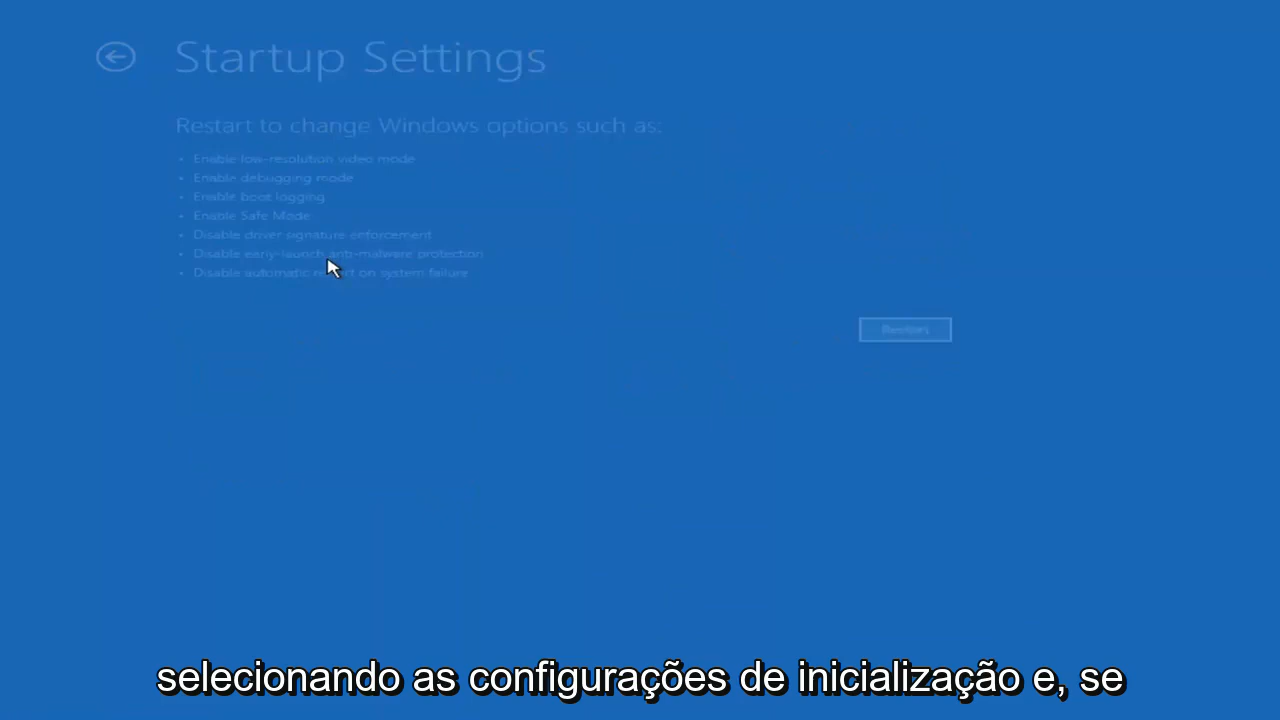 Startup Settings
Restart to change Windows options such as:
• Enable low-resolution video mode
• Enable debugging mode
• Enable boot logging
• Enable Safe Mode
• Disable driver signature enforcement
• Disable early-launch anti-malware protection
• Disable automatic restart on system failure
Restart
selecionando as configurações de inicialização e, se